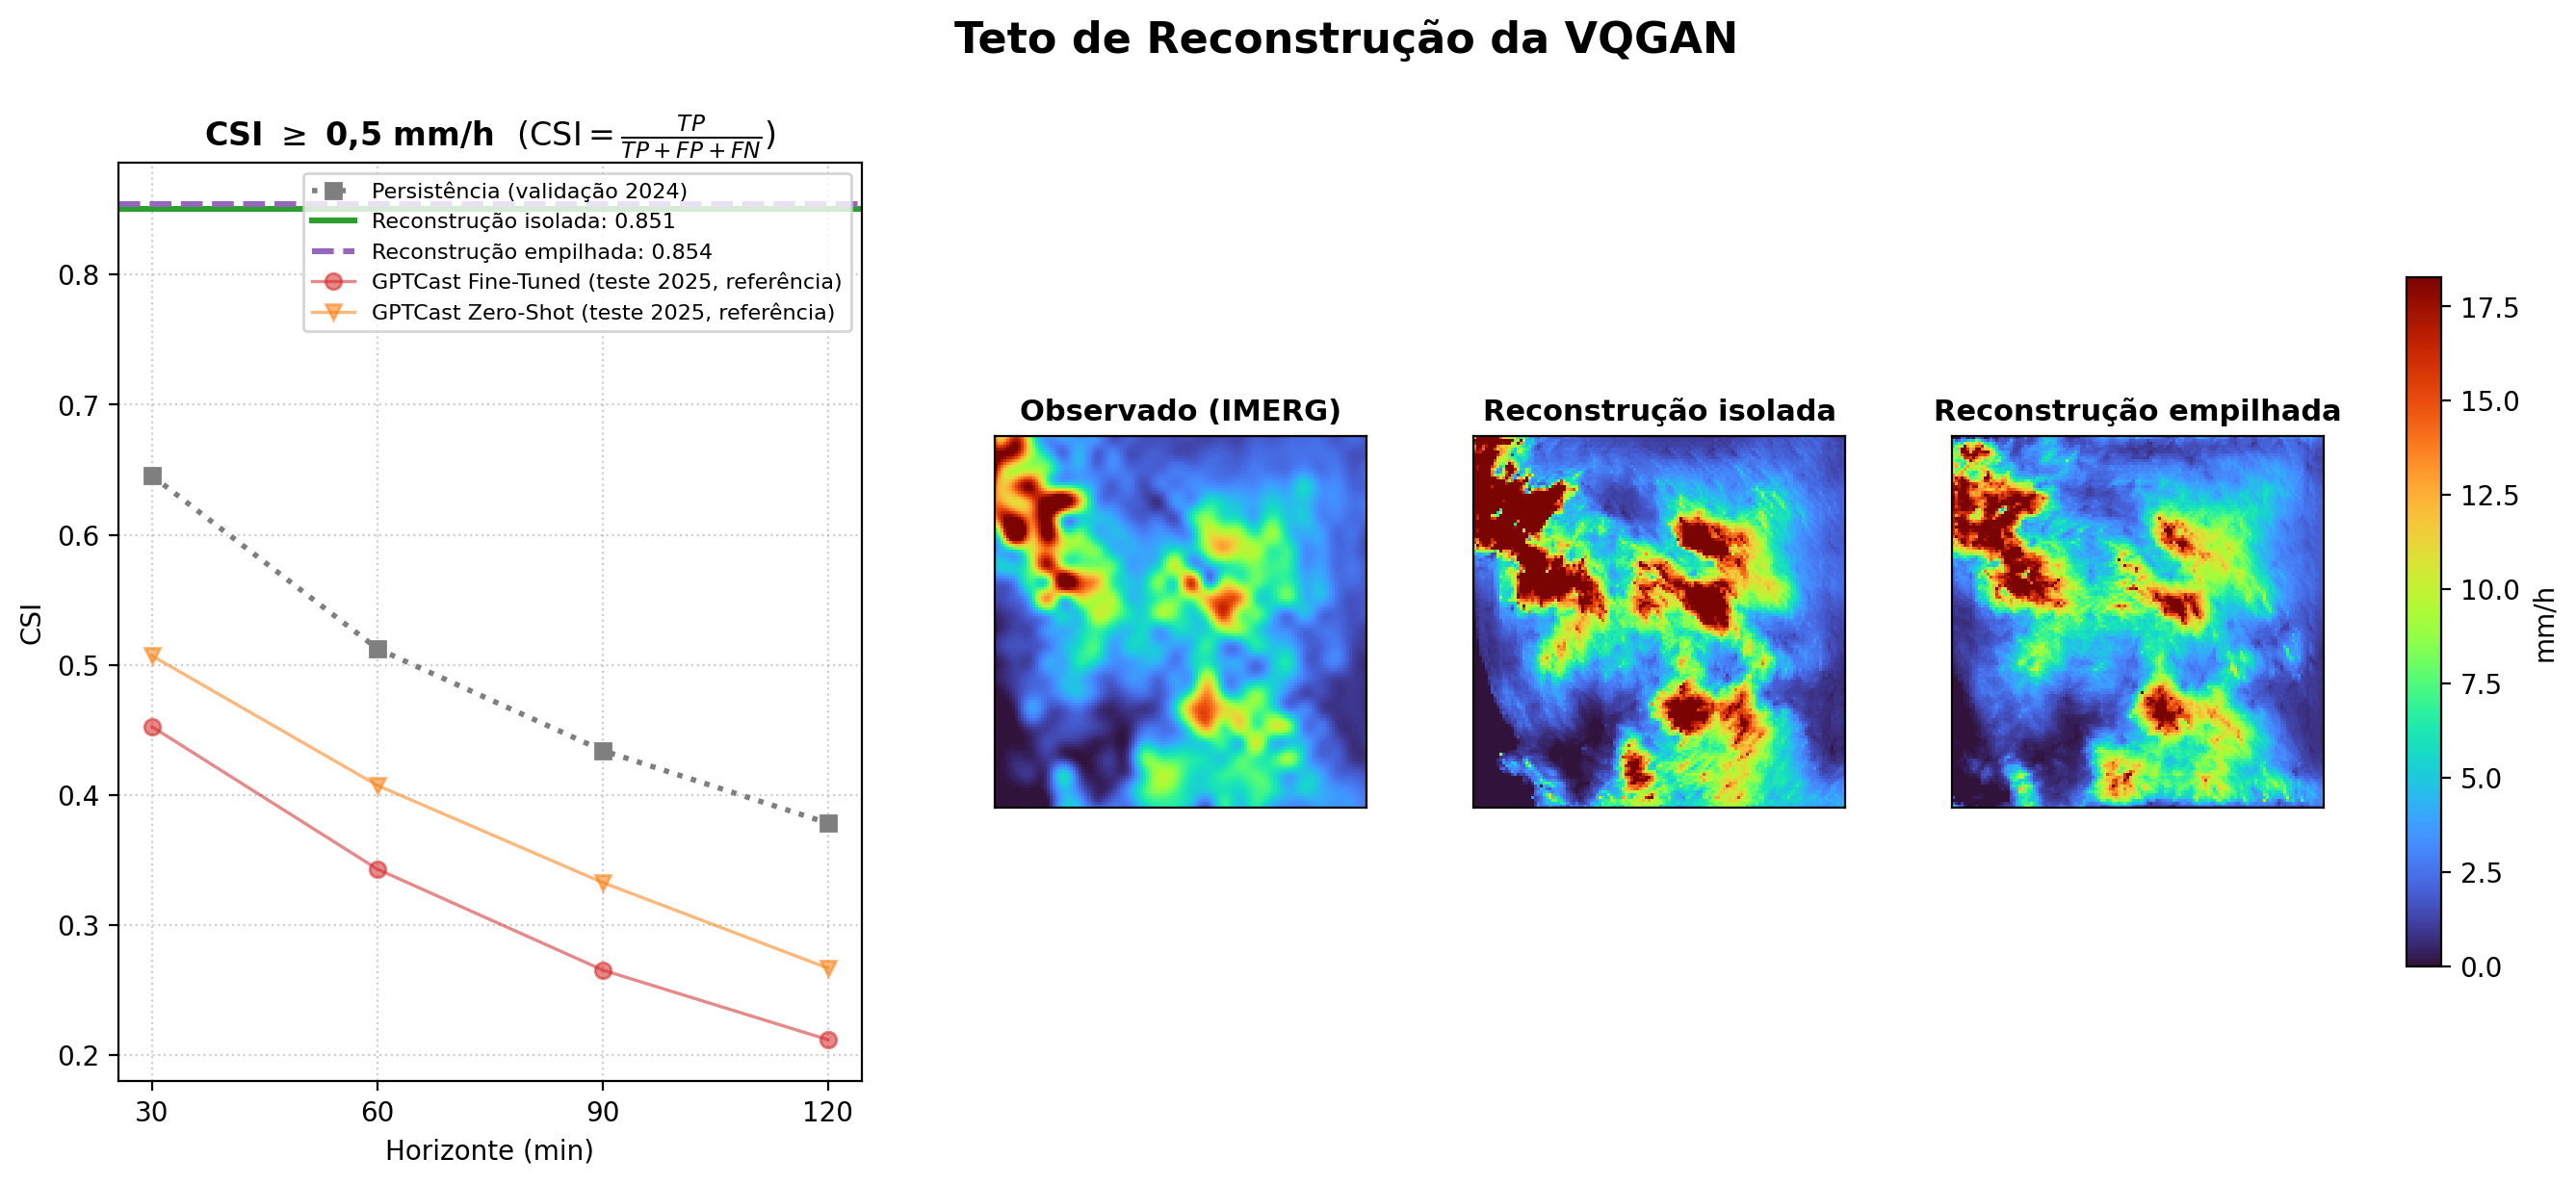 Teto de Reconstrução da VQGAN
CSI ≥ 0,5 mm/h (CSI = TP / TP + FP + FN)
Persistência (validação 2024)
Reconstrução isolada: 0.851
Reconstrução empilhada: 0.854
GPTCast Fine-Tuned (teste 2025, referência)
GPTCast Zero-Shot (teste 2025, referência)
CSI
0.8
0.7
0.6
0.5
0.4
0.3
0.2
30 60 90 120
Horizonte (min)
Observado (IMERG)
Reconstrução isolada
Reconstrução empilhada
17.5
15.0
12.5
10.0
7.5
5.0
2.5
0.0
mm/h